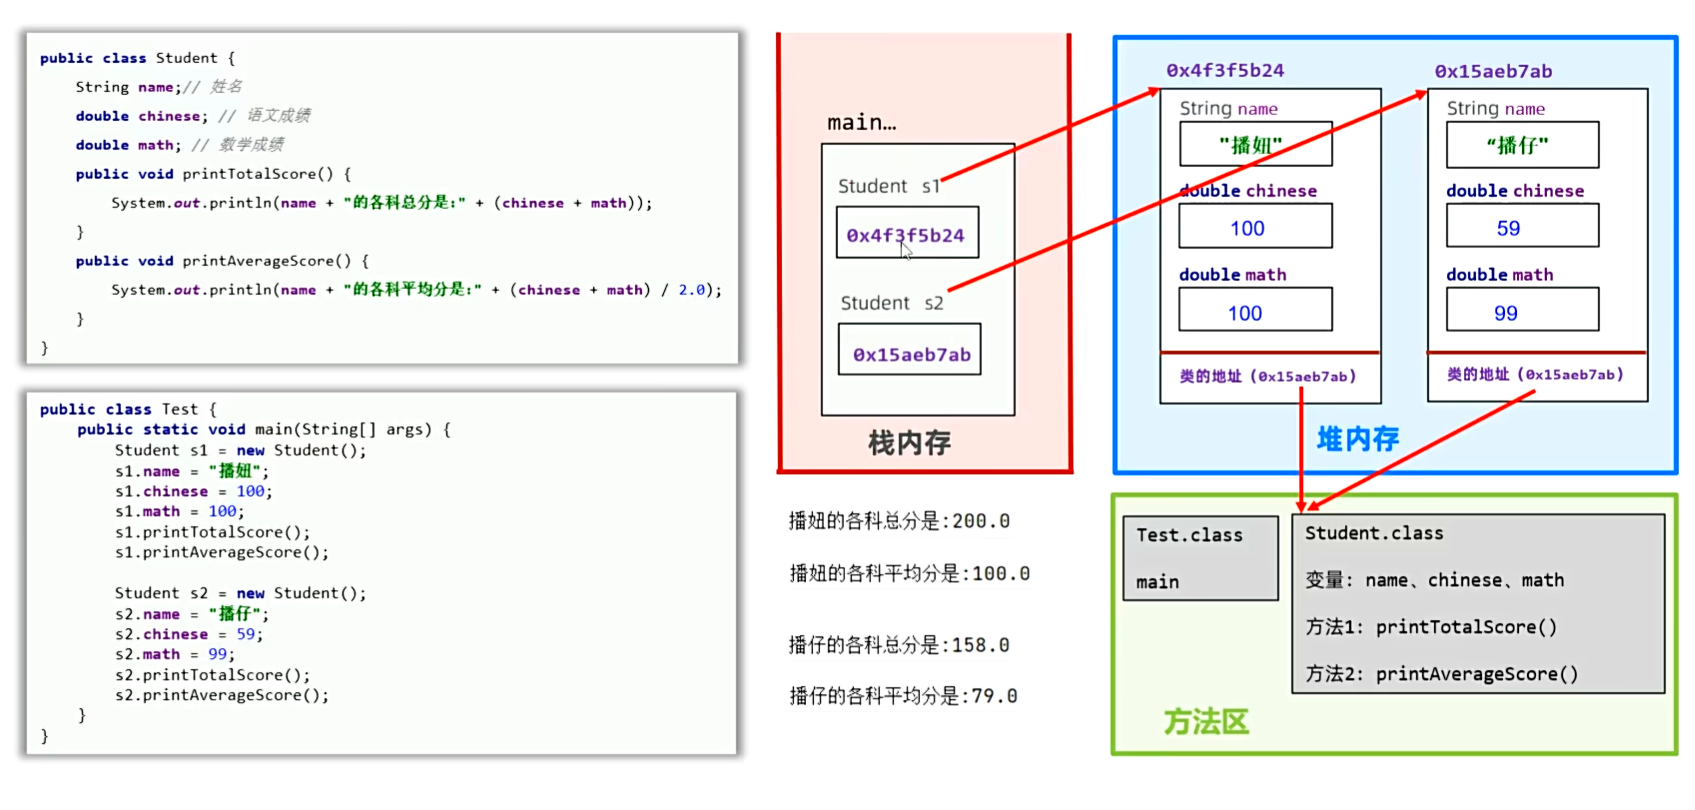 public class Student {
String name;// 姓名
double chinese; // 语文成绩
double math; // 数学成绩
public void printTotalScore() {
System.out.println(name + "的各科总分是:" + (chinese + math));
}
public void printAverageScore() {
System.out.println(name + "的各科平均分是:" + (chinese + math) / 2.0);
}
}
public class Test {
public static void main(String[] args) {
Student s1 = new Student();
s1.name = "播妞";
s1.chinese = 100;
s1.math = 100;
s1.printTotalScore();
s1.printAverageScore();
Student s2 = new Student();
s2.name = "播仔";
s2.chinese = 59;
s2.math = 99;
s2.printTotalScore();
s2.printAverageScore();
}
}
main…
Student s1
0x4f3f5b24
Student s2
0x15aeb7ab
栈内存
播妞的各科总分是:200.0
播妞的各科平均分是:100.0
播仔的各科总分是:158.0
播仔的各科平均分是:79.0
0x4f3f5b24
String name
"播妞"
double chinese
100
double math
100
类的地址（0x15aeb7ab）
0x15aeb7ab
String name
“播仔"
double chinese
59
double math
99
类的地址（0x15aeb7ab）
堆内存
Test.class
main
Student.class
变量: name、chinese、math
方法1: printTotalScore()
方法2: printAverageScore()
方法区